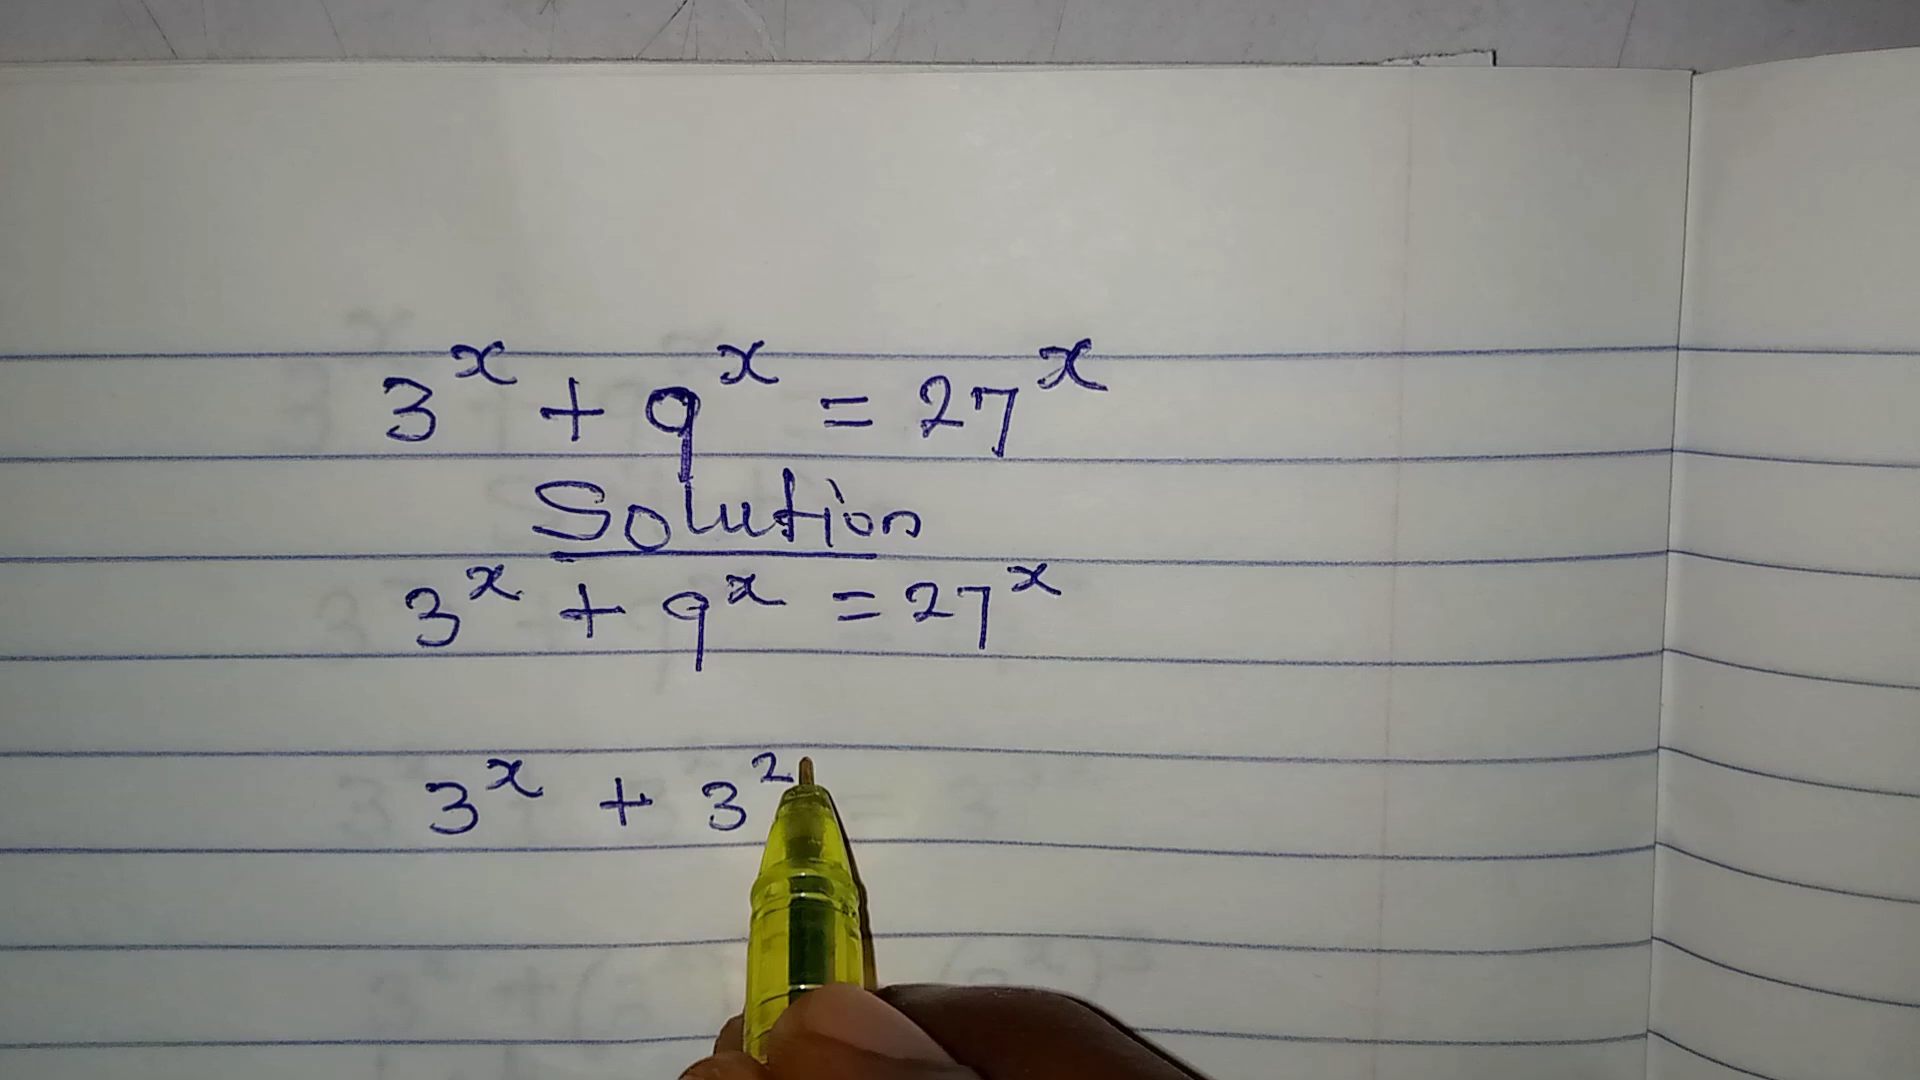 3^x + 9^x = 27^x
Solution
3^x + 9^x = 27^x
3^x + 3^2